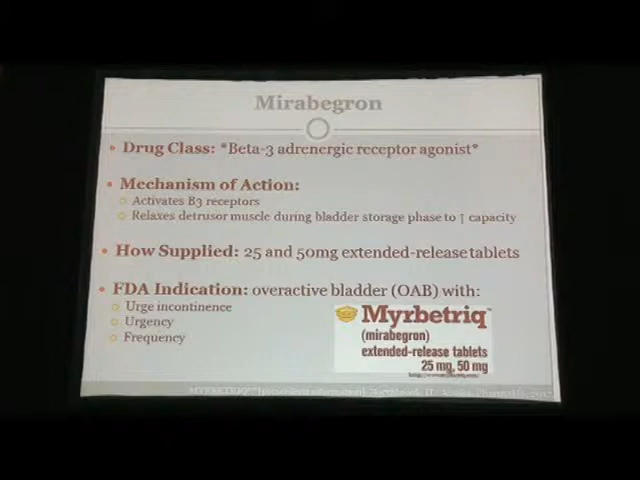 Mirabegron
• Drug Class: *Beta-3 adrenergic receptor agonist*
• Mechanism of Action:
Activates B3 receptors
Relaxes detrusor muscle during bladder storage phase to ↑ capacity
• How Supplied: 25 and 50mg extended-release tablets
• FDA Indication: overactive bladder (OAB) with:
Urge incontinence
Urgency
Frequency
Myrbetriq™
(mirabegron)
extended-release tablets
25 mg, 50 mg